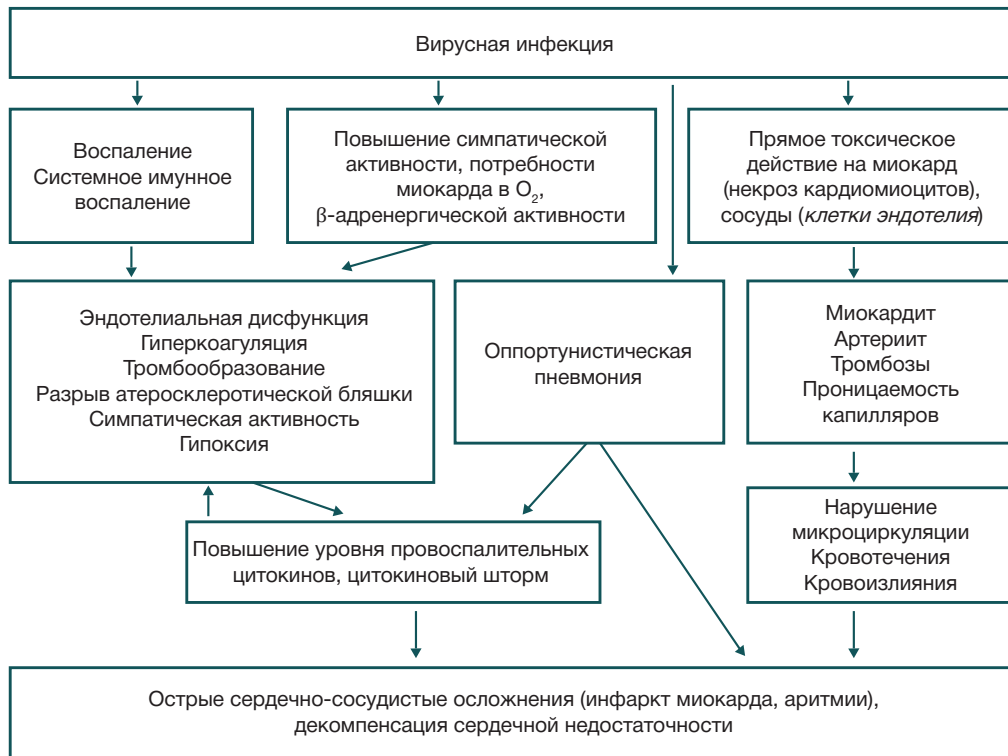 Вирусная инфекция
Воспаление
Системное имунное
воспаление
Повышение симпатической
активности, потребности
миокарда в O₂,
β-адренергической активности
Прямое токсическое
действие на миокард
(некроз кардиомиоцитов),
сосуды (клетки эндотелия)
Эндотелиальная дисфункция
Гиперкоагуляция
Тромбообразование
Разрыв атеросклеротической бляшки
Симпатическая активность
Гипоксия
Оппортунистическая
пневмония
Миокардит
Артериит
Тромбозы
Проницаемость
капилляров
Повышение уровня провоспалительных
цитокинов, цитокиновый шторм
Нарушение
микроциркуляции
Кровотечения
Кровоизлияния
Острые сердечно-сосудистые осложнения (инфаркт миокарда, аритмии),
декомпенсация сердечной недостаточности